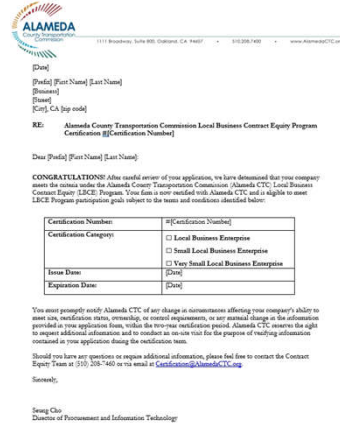 ALAMEDA
County Transportation
Commission
1111 Broadway, Suite 800, Oakland, CA 94607 • 510.208.7400 • www.AlamedaCTC.or
[Date]
[Prefix] [First Name] [Last Name]
[Business]
[Street]
[City], CA [zip code]
RE: Alameda County Transportation Commission Local Business Contract Equity Program
Certification #[Certification Number]
Dear [Prefix] [First Name] [Last Name]:
CONGRATULATIONS! After careful review of your application, we have determined that your company
meets the criteria under the Alameda County Transportation Commission (Alameda CTC) Local Business
Contract Equity (LBCE) Program. Your firm is now certified with Alameda CTC and is eligible to meet
LBCE Program participation goals subject to the terms and conditions identified below:
Certification Number: #[Certification Number]
Certification Category: ☐ Local Business Enterprise
☐ Small Local Business Enterprise
☐ Very Small Local Business Enterprise
Issue Date: [Date]
Expiration Date: [Date]
You must promptly notify Alameda CTC of any change in circumstances affecting your company's ability to
meet size, certification status, ownership, or control requirements, or any material change in the information
provided in your application form, within the two-year certification period. Alameda CTC reserves the right
to request additional information and to conduct an on-site visit for the purpose of verifying information
contained in your application during the certification term.
Should you have any questions or require additional information, please feel free to contact the Contract
Equity Team at (510) 208-7460 or via email at Certification@AlamedaCTC.org.
Sincerely,
Seung Cho
Director of Procurement and Information Technology